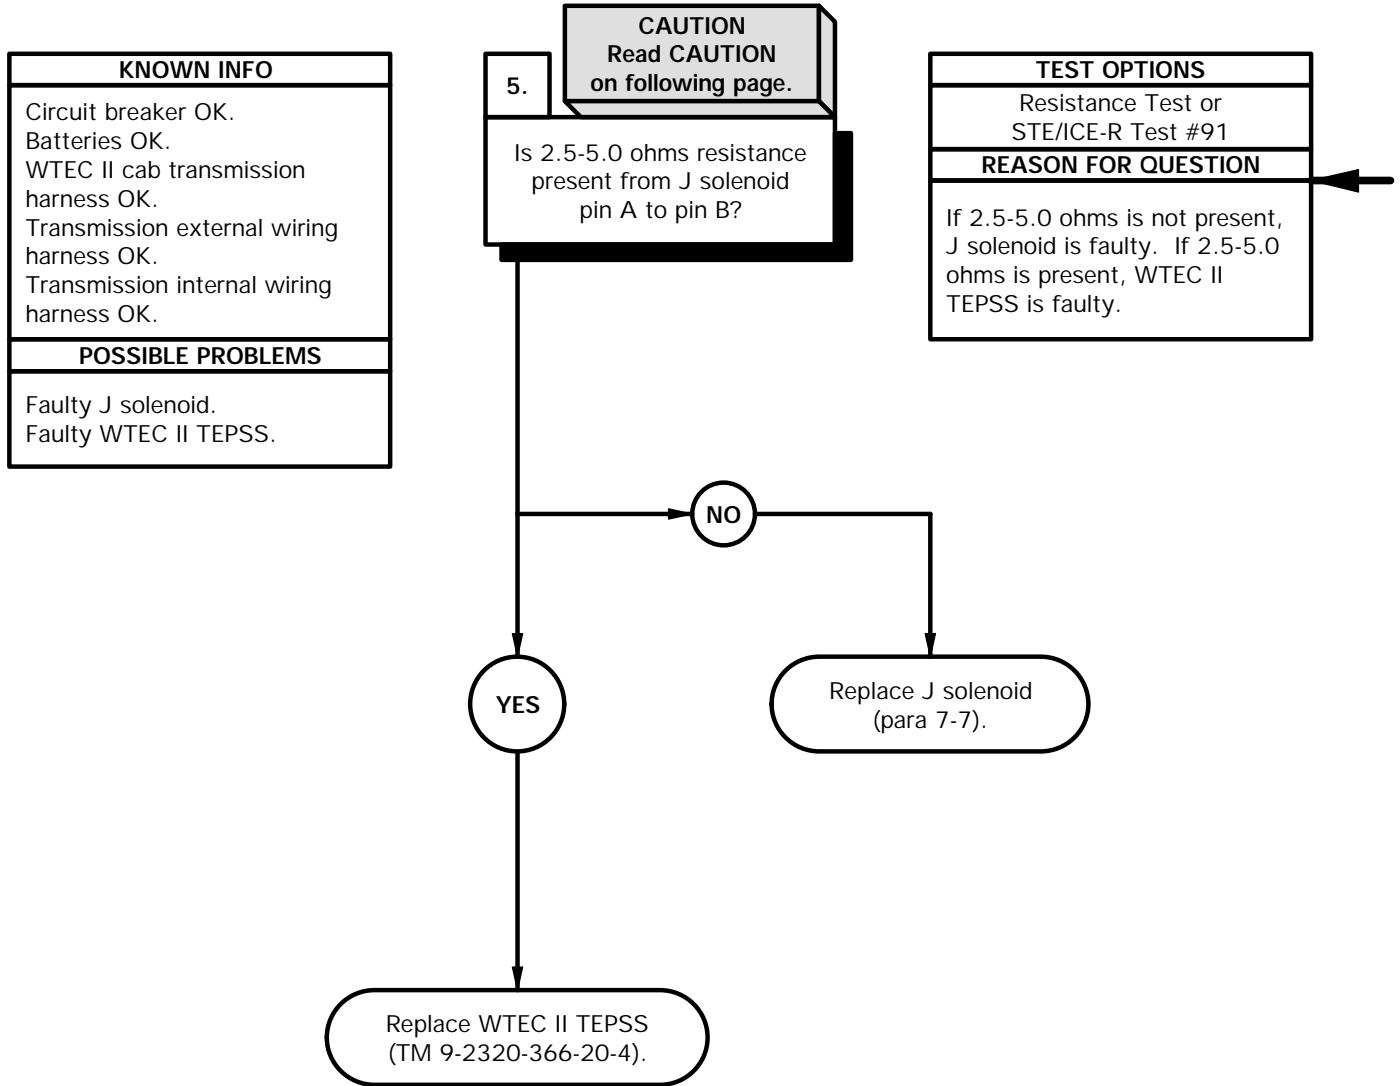 KNOWN INFO
Circuit breaker OK.
Batteries OK.
WTEC II cab transmission
harness OK.
Transmission external wiring
harness OK.
Transmission internal wiring
harness OK.
POSSIBLE PROBLEMS
Faulty J solenoid.
Faulty WTEC II TEPSS.
CAUTION
Read CAUTION
on following page.
5.
Is 2.5-5.0 ohms resistance
present from J solenoid
pin A to pin B?
TEST OPTIONS
Resistance Test or
STE/ICE-R Test #91
REASON FOR QUESTION
If 2.5-5.0 ohms is not present,
J solenoid is faulty.  If 2.5-5.0
ohms is present, WTEC II
TEPSS is faulty.
NO
YES
Replace J solenoid
(para 7-7).
Replace WTEC II TEPSS
(TM 9-2320-366-20-4).